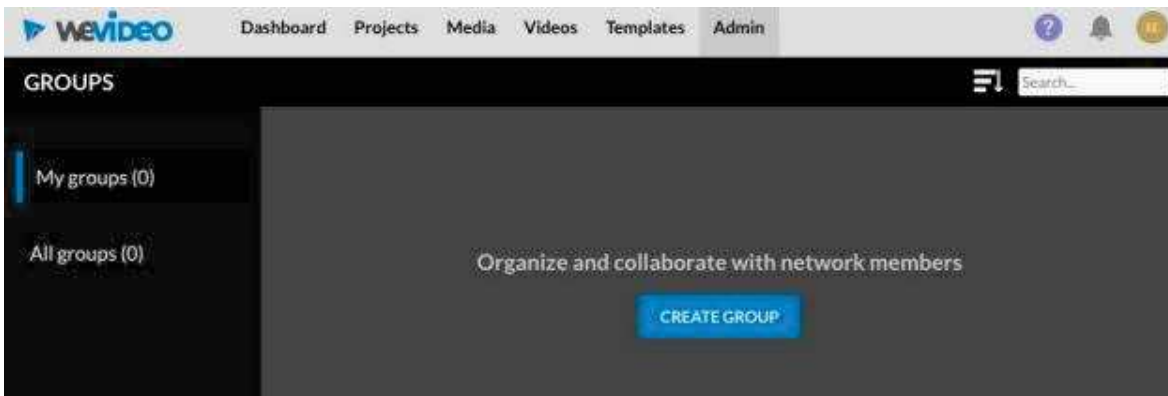 WEVIDEO Dashboard Projects Media Videos Templates Admin ?
GROUPS Search...
My groups (0)
All groups (0)
Organize and collaborate with network members
CREATE GROUP